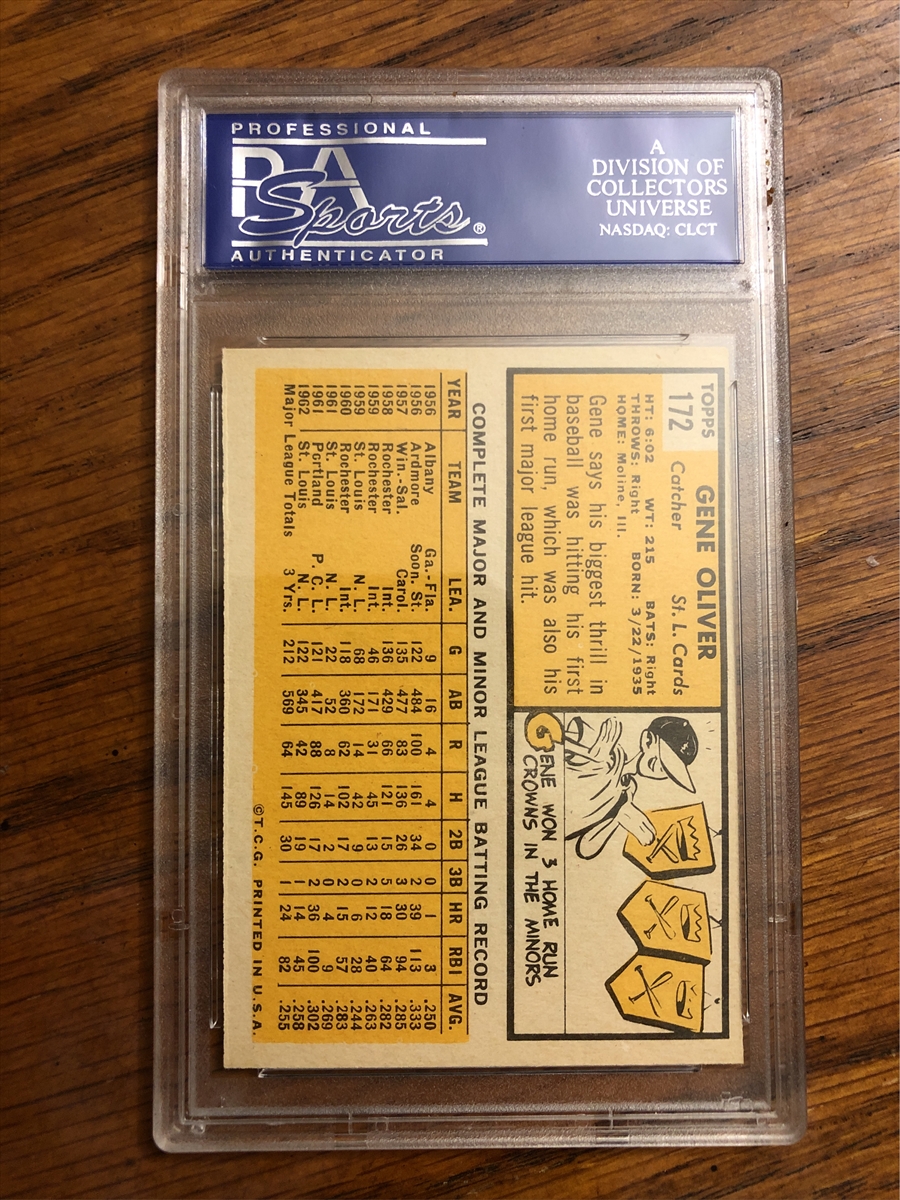 PROFESSIONAL
PSA
Sports®
AUTHENTICATOR
A
DIVISION OF
COLLECTORS
UNIVERSE
NASDAQ: CLCT
TOPPS
172
GENE OLIVER
Catcher St. L. Cards
HT: 6:02 WT: 215 BATS: Right
THROWS: Right BORN: 3/22/1935
HOME: Moline, Ill.
Gene says his biggest thrill in
baseball was hitting his first
home run, which was also his
first major league hit.
GENE WON 3 HOME RUN
CROWNS IN THE MINORS
COMPLETE MAJOR AND MINOR LEAGUE BATTING RECORD
YEAR TEAM LEA. G AB R H 2B 3B HR RBI AVG.
1956 Albany Ga.-Fla. 9 16 4 4 0 0 1 3 .250
1956 Ardmore Soon. St. 122 484 100 161 34 2 39 113 .333
1957 Win.-Sal. Carol. 135 477 83 136 26 3 30 94 .285
1958 Rochester Int. 136 429 66 121 15 5 18 64 .282
1959 Rochester Int. 46 171 31 45 13 2 12 40 .263
1959 St. Louis N. L. 68 172 14 42 9 0 6 28 .244
1960 Rochester Int. 118 360 62 102 17 2 15 57 .283
1961 St. Louis N. L. 22 52 8 14 2 0 4 9 .269
1961 Portland P. C. L. 121 417 88 126 17 2 36 100 .302
1962 St. Louis N. L. 122 345 42 89 19 1 14 45 .258
Major League Totals 3 Yrs. 212 569 64 145 30 1 24 82 .255
©T.C.G. PRINTED IN U.S.A.